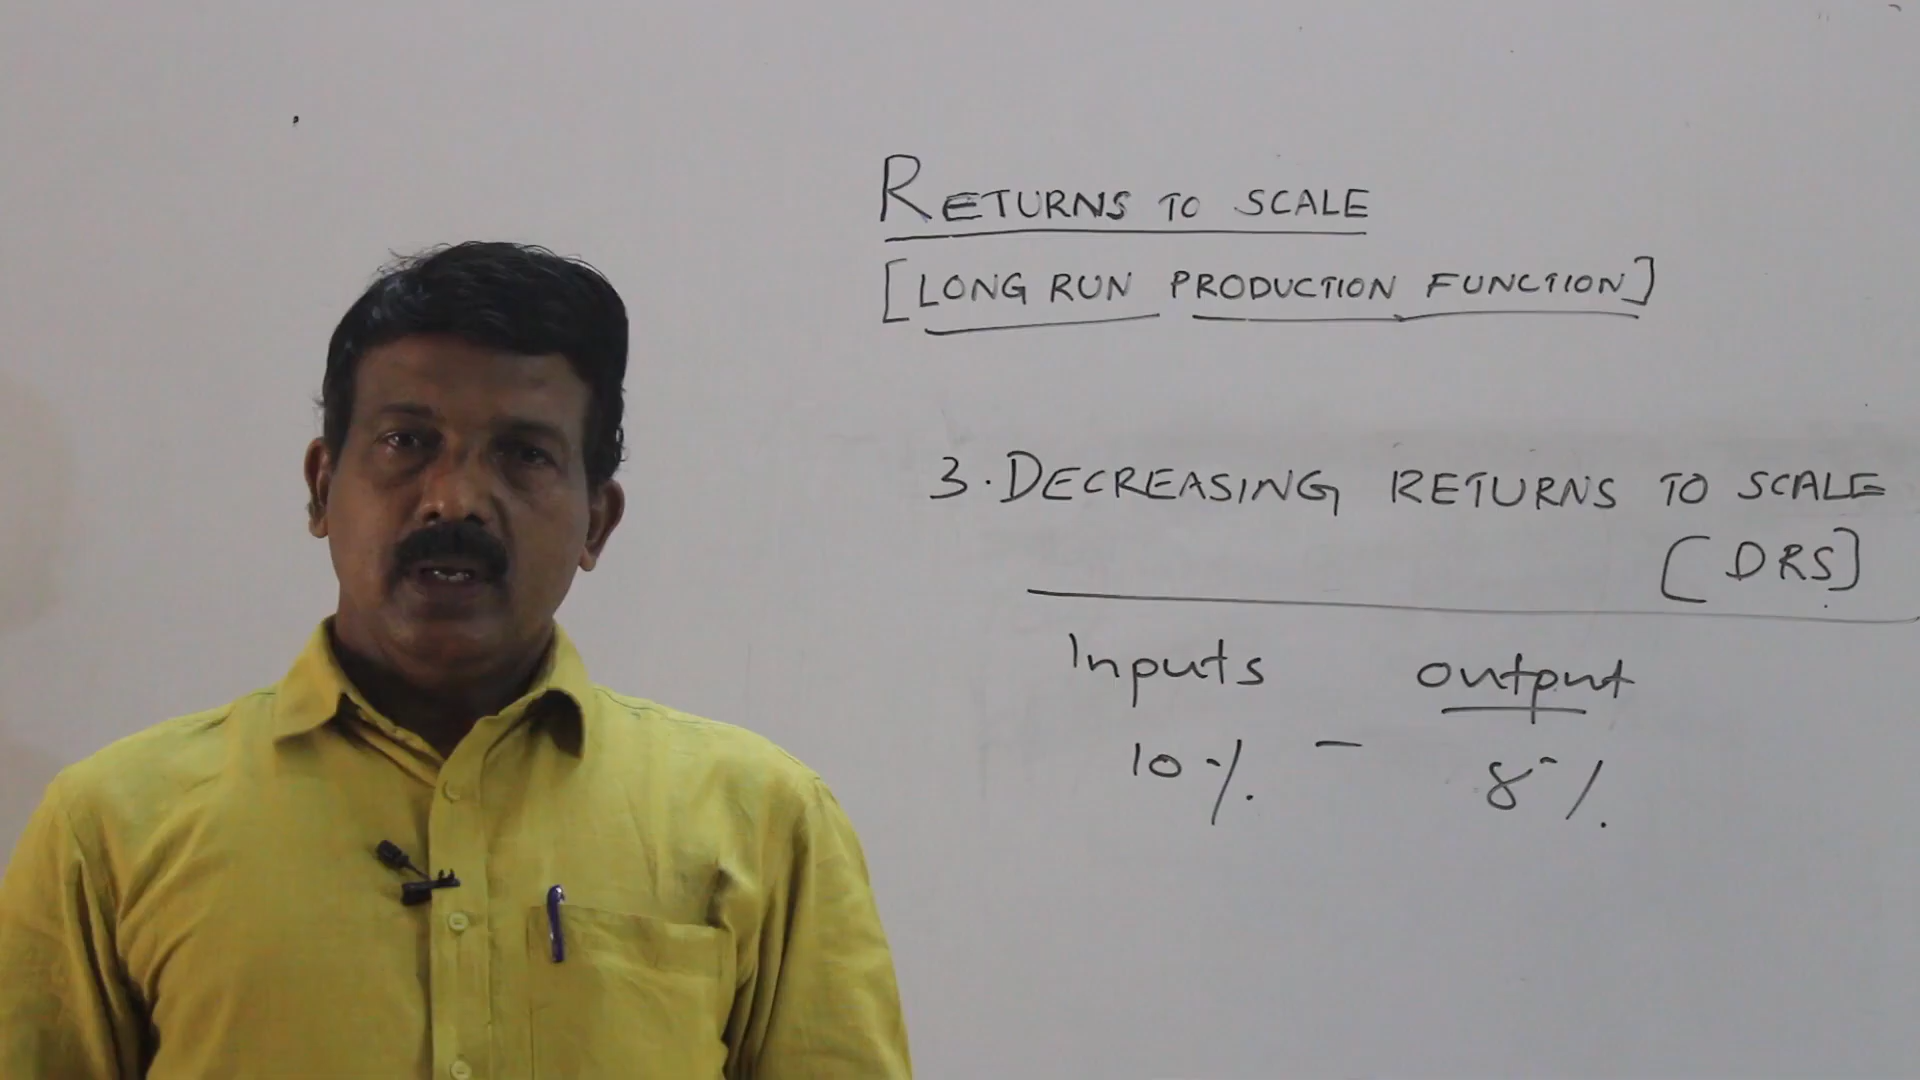 RETURNS TO SCALE
[LONG RUN PRODUCTION FUNCTION]
3. DECREASING RETURNS TO SCALE
[DRS]
Inputs - output
10% - 8%